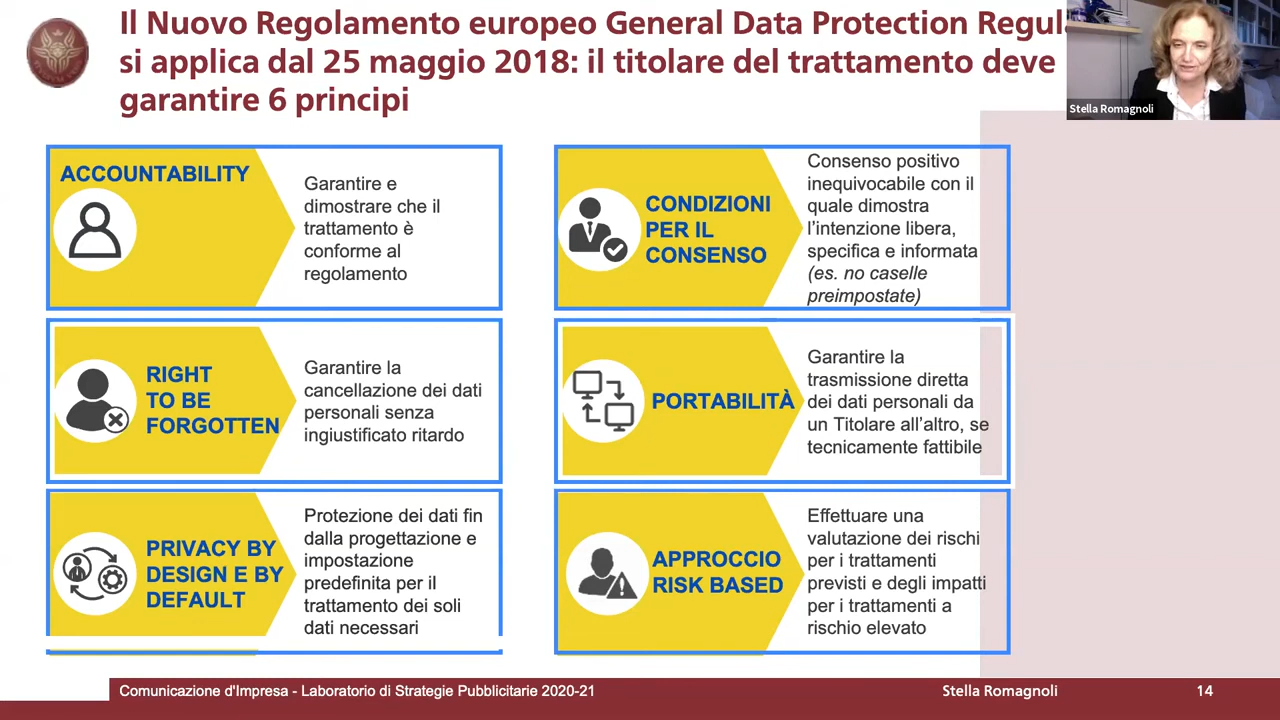 Il Nuovo Regolamento europeo General Data Protection
si applica dal 25 maggio 2018: il titolare del trattamento deve
garantire 6 principi
Stella Romagnoli
ACCOUNTABILITY
Garantire e
dimostrare che il
trattamento è
conforme al
regolamento
CONDIZIONI
PER IL
CONSENSO
Consenso positivo
inequivocabile con il
quale dimostra
l'intenzione libera,
specifica e informata
(es. no caselle
preimpostate)
RIGHT
TO BE
FORGOTTEN
Garantire la
cancellazione dei dati
personali senza
ingiustificato ritardo
PORTABILITÀ
Garantire la
trasmissione diretta
dei dati personali da
un Titolare all'altro, se
tecnicamente fattibile
PRIVACY BY
DESIGN E BY
DEFAULT
Protezione dei dati fin
dalla progettazione e
impostazione
predefinita per il
trattamento dei soli
dati necessari
APPROCCIO
RISK BASED
Effettuare una
valutazione dei rischi
per i trattamenti
previsti e degli impatti
per i trattamenti a
rischio elevato
Comunicazione d'Impresa - Laboratorio di Strategie Pubblicitarie 2020-21
Stella Romagnoli
14